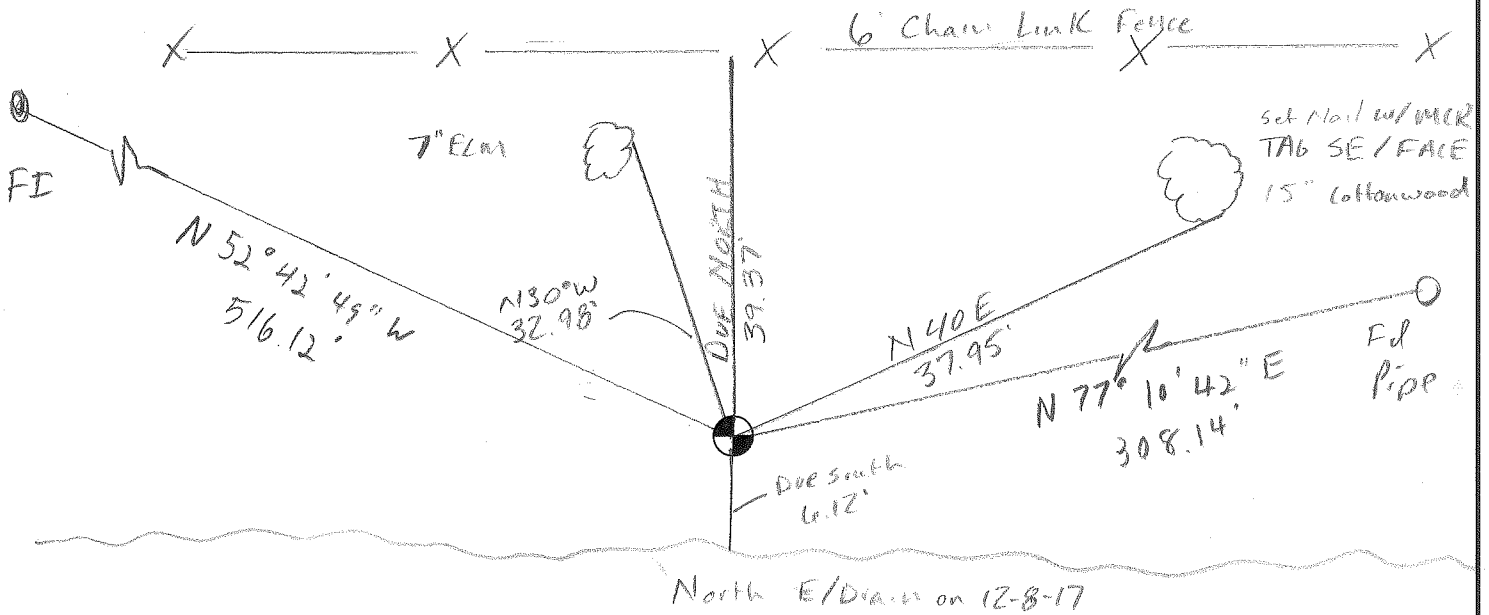 6' Chain Link Fence
set Nail w/ MCR
TAG SE/FACE
15" Cottonwood
7" ELM
FI
N 52° 42' 49" W
516.12'
N30°W
32.98'
DUE NORTH
39.37'
N 40 E
37.95'
Fd
Pipe
N 77° 10' 42" E
308.14'
Due South
6.12'
North E/Drain on 12-8-17